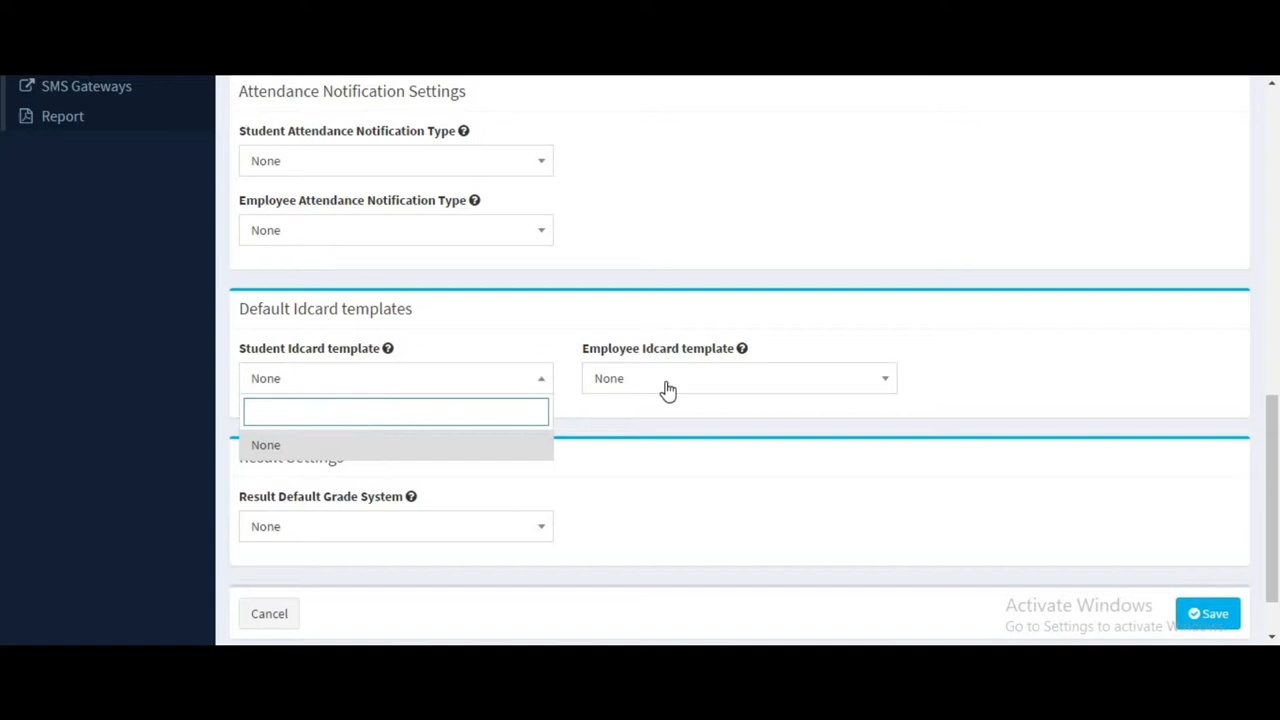 SMS Gateways
Report
Attendance Notification Settings
Student Attendance Notification Type
None
Employee Attendance Notification Type
None
Default Idcard templates
Student Idcard template
Employee Idcard template
None
None
None
Result Settings
Result Default Grade System
None
Cancel
Activate Windows
Go to Settings to activate Windows.
Save